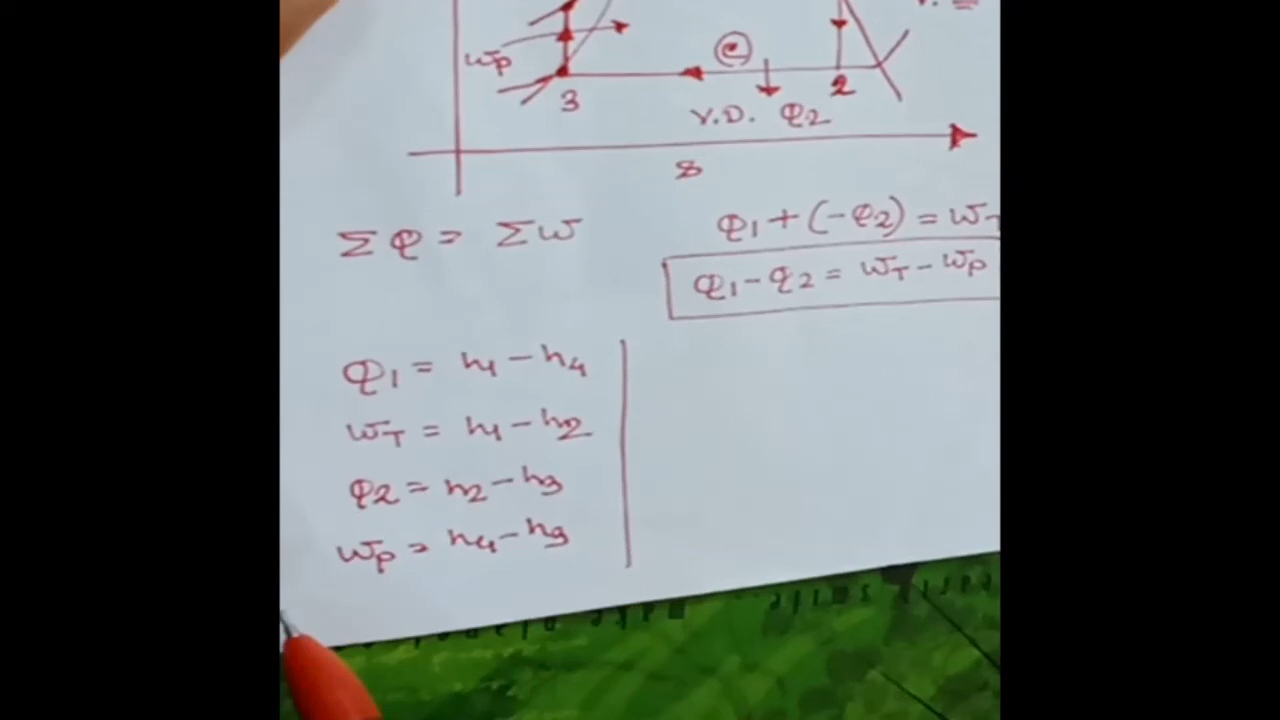 WP
3
C
2
V.D. Q2
s
ΣQ = ΣW
Q1 + (-Q2) = WT
Q1 - Q2 = WT - WP
Q1 = h1 - h4
WT = h1 - h2
Q2 = h2 - h3
WP = h4 - h3